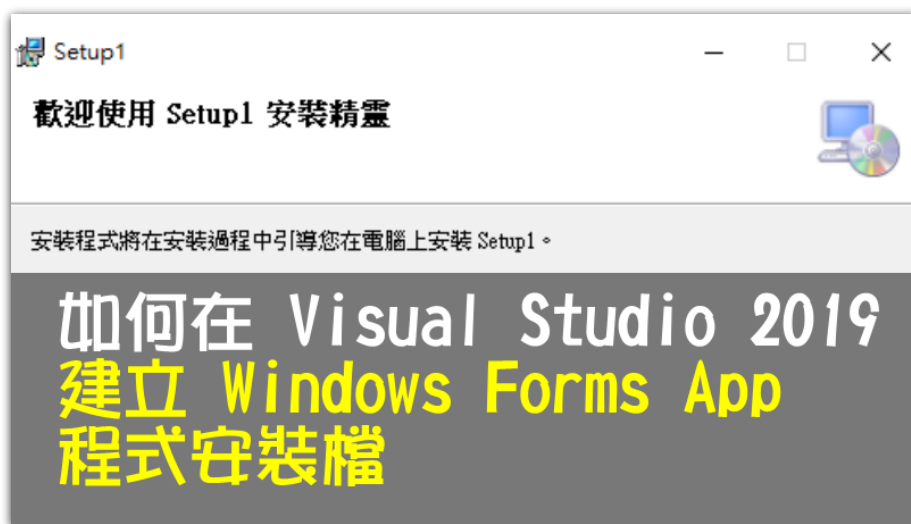 Setup1
歡迎使用 Setup1 安裝精靈
安裝程式將在安裝過程中引導您在電腦上安裝 Setup1。
如何在 Visual Studio 2019
建立 Windows Forms App
程式安裝檔